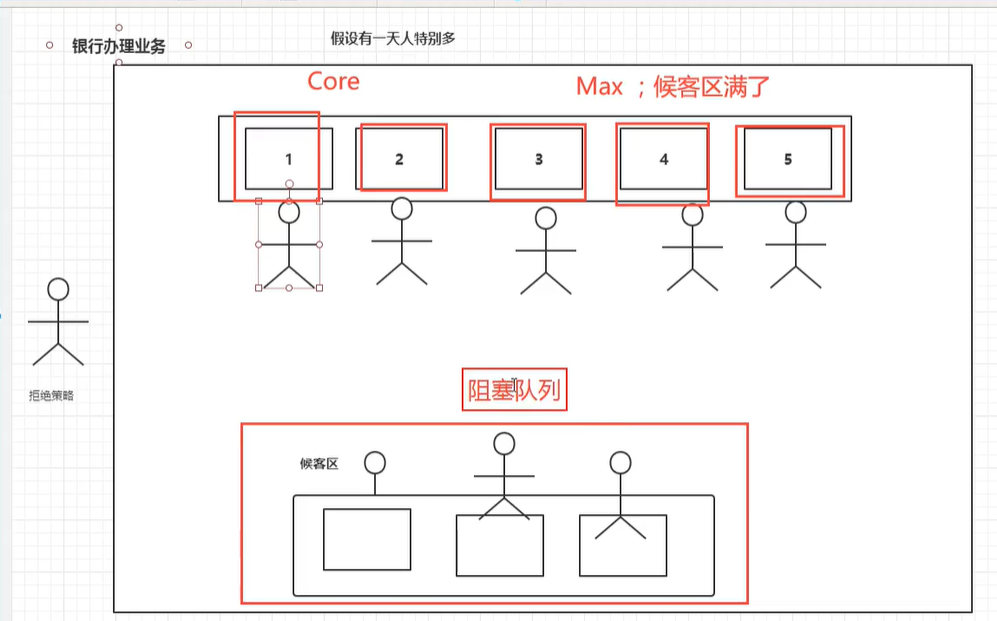 银行办理业务
假设有一天人特别多
Core
Max ；候客区满了
1
2
3
4
5
拒绝策略
阻塞队列
候客区